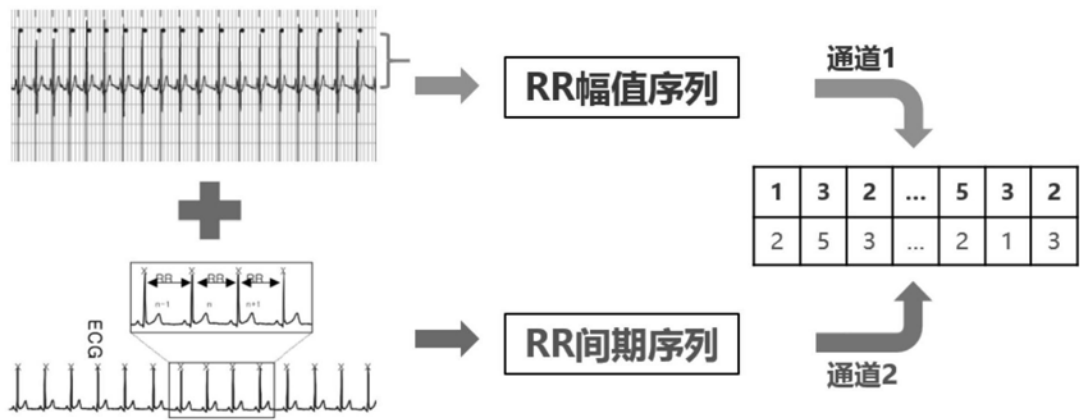 RR幅值序列
通道1
1 3 2 ... 5 3 2
2 5 3 ... 2 1 3
RR RR RR
n-1 n n+1
ECG
RR间期序列
通道2